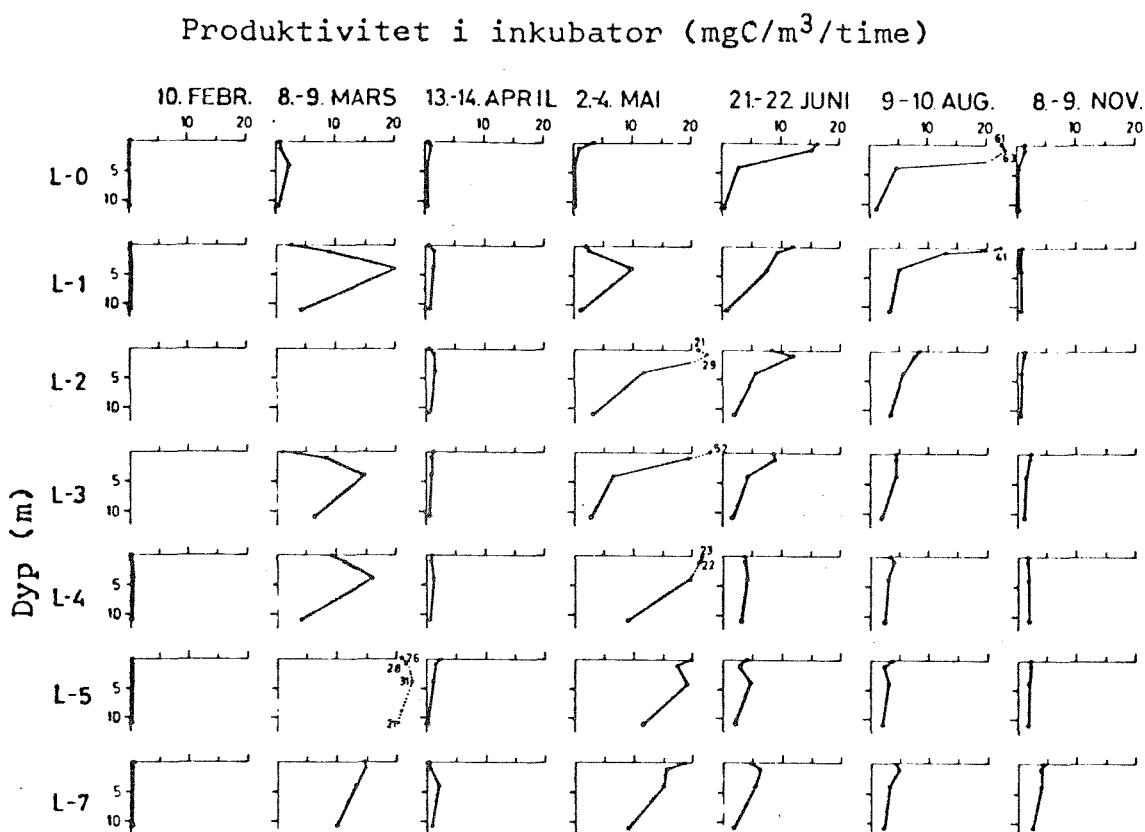 Produktivitet i inkubator (mgC/m³/time)
10. FEBR. 8.-9. MARS 13.-14. APRIL 2.-4. MAI 21.-22. JUNI 9-10. AUG. 8.-9. NOV.
10 20 10 20 10 20 10 20 10 20 10 20 10 20
L-0 5 10 61 63
L-1 5 10 41
L-2 5 10 21 29
L-3 5 10 52
L-4 5 10 23 22
L-5 5 10 28 26 31 21
L-7 5 10
Dyp (m)